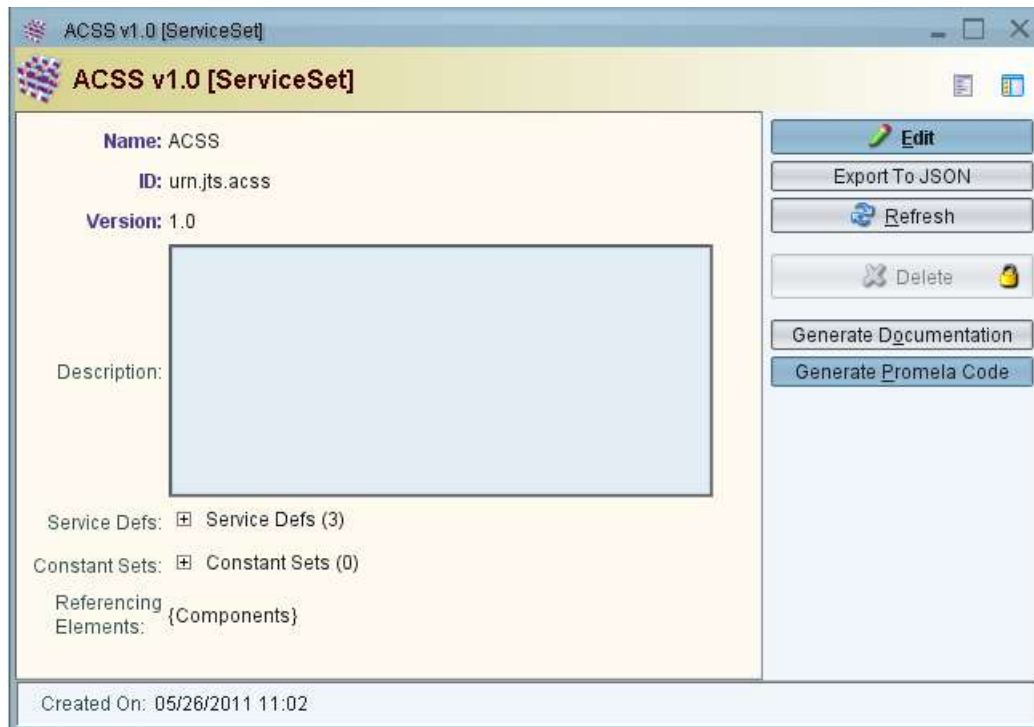 ACSS v1.0 [ServiceSet]
ACSS v1.0 [ServiceSet]
Name: ACSS
ID: urn.jts.acss
Version: 1.0
Description:
Service Defs: Service Defs (3)
Constant Sets: Constant Sets (0)
Referencing
Elements: {Components}
Edit
Export To JSON
Refresh
Delete
Generate Documentation
Generate Promela Code
Created On: 05/26/2011 11:02